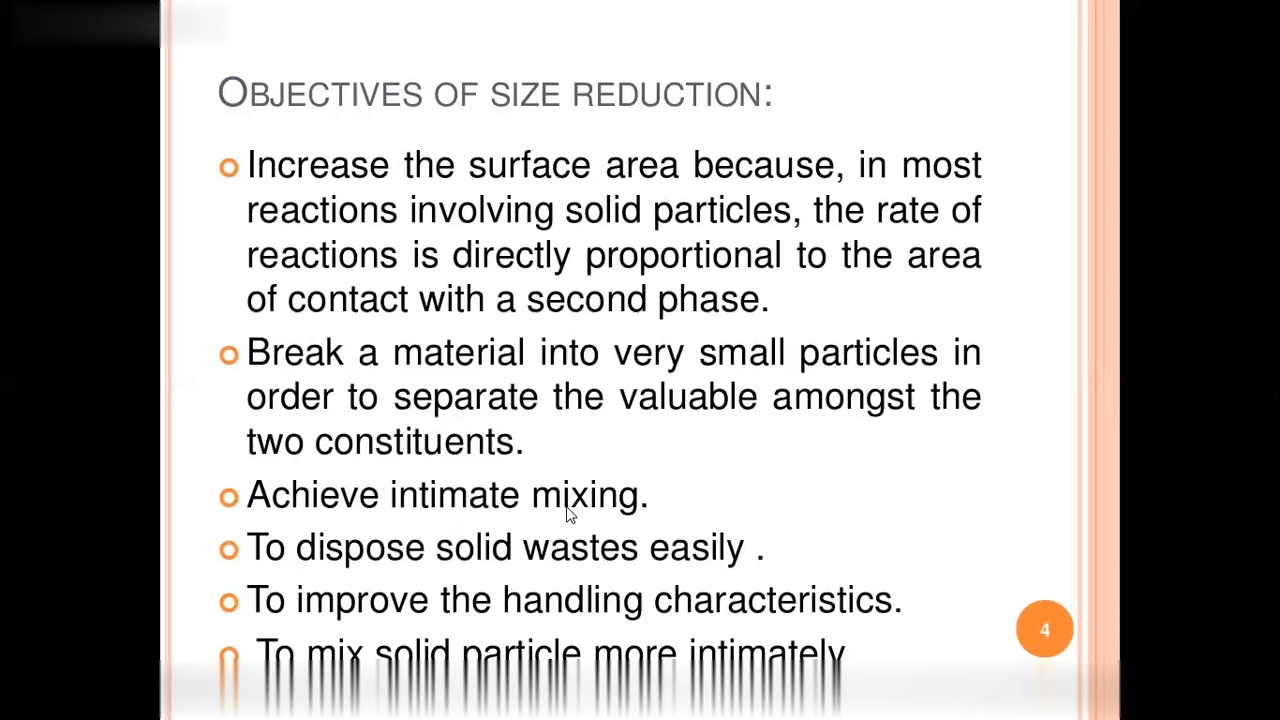 OBJECTIVES OF SIZE REDUCTION:
Increase the surface area because, in most
reactions involving solid particles, the rate of
reactions is directly proportional to the area
of contact with a second phase.
Break a material into very small particles in
order to separate the valuable amongst the
two constituents.
Achieve intimate mixing.
To dispose solid wastes easily .
To improve the handling characteristics.
To mix solid particle more intimately
4